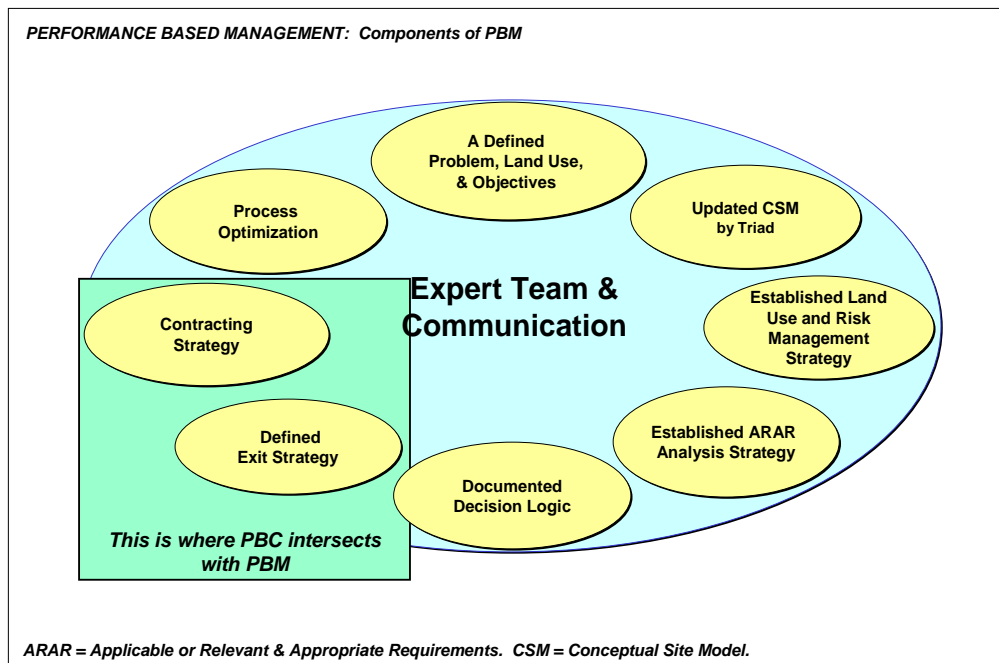 PERFORMANCE BASED MANAGEMENT: Components of PBM
A Defined
Problem, Land Use,
& Objectives
Process
Optimization
Updated CSM
by Triad
Expert Team &
Communication
Contracting
Strategy
Established Land
Use and Risk
Management
Strategy
Defined
Exit Strategy
Established ARAR
Analysis Strategy
Documented
Decision Logic
This is where PBC intersects
with PBM
ARAR = Applicable or Relevant & Appropriate Requirements. CSM = Conceptual Site Model.